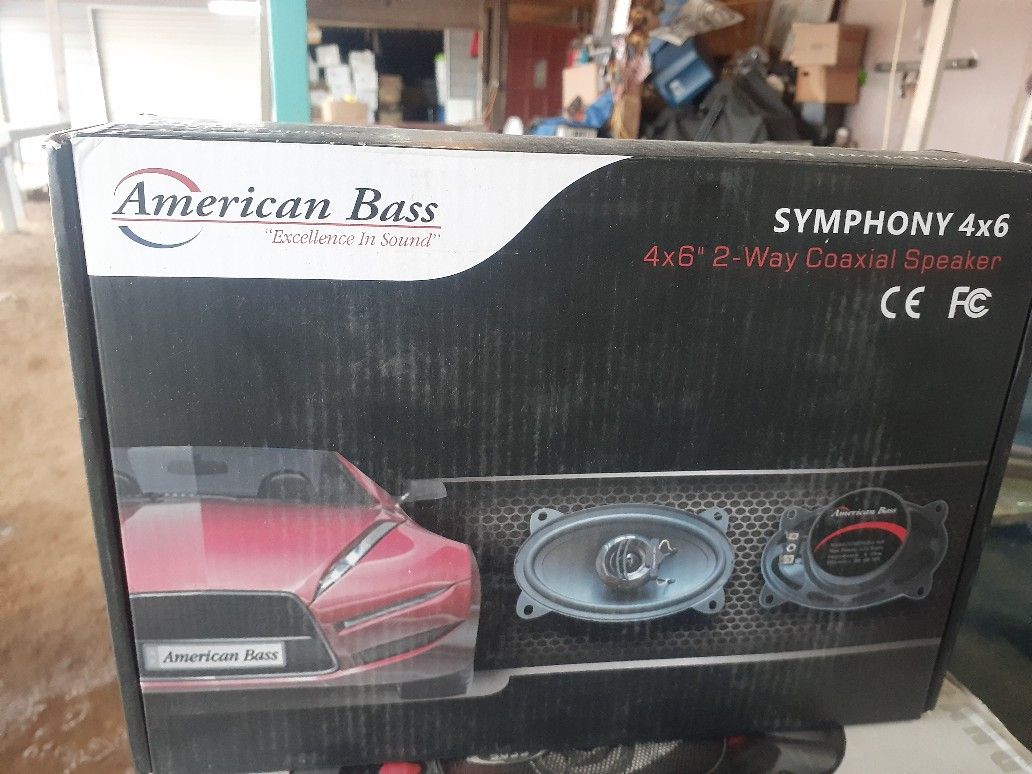 American Bass
"Excellence In Sound"
SYMPHONY 4x6
4x6" 2-Way Coaxial Speaker
CE FC
American Bass
American Bass